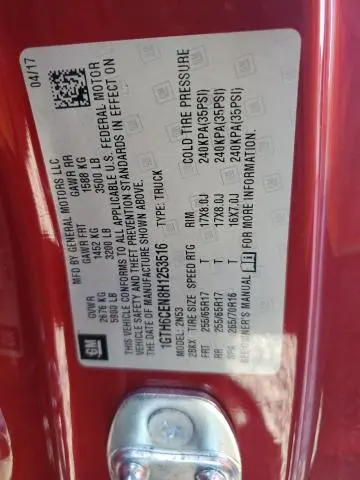 MFD BY GENERAL MOTORS LLC 04/17
GVWR GAWR FRT GAWR RR
2676 KG 1452 KG 1588 KG
5900 LB 3200 LB 3500 LB
THIS VEHICLE CONFORMS TO ALL APPLICABLE U.S. FEDERAL MOTOR
VEHICLE SAFETY AND THEFT PREVENTION STANDARDS IN EFFECT ON
THE DATE OF MANUFACTURE SHOWN ABOVE.
1GTH6CEN8H1253516 TYPE: TRUCK
MODEL: 2N53
2BKX TIRE SIZE SPEED RTG RIM COLD TIRE PRESSURE
FRT 255/65R17 T 17X8.0J 240KPA(35PSI)
RR 255/65R17 T 17X8.0J 240KPA(35PSI)
SPA 265/70R16 T 16X7.0J 240KPA(35PSI)
SEE OWNER'S MANUAL FOR MORE INFORMATION.
GM